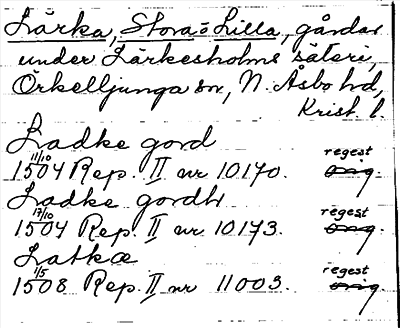 Lärka, Stora o Lilla, gårdar
under Lärkesholms säteri,
Örkelljunga sn, N. Åsbo hd,
Krist. l.
Ladke gord
11/10 1504 Rep. II nr 10170. regest orig.
Ladke gordh
17/10 1504 Rep. II nr 10173. regest orig.
Latkæ
1/5 1508 Rep. II nr 11003. regest orig.